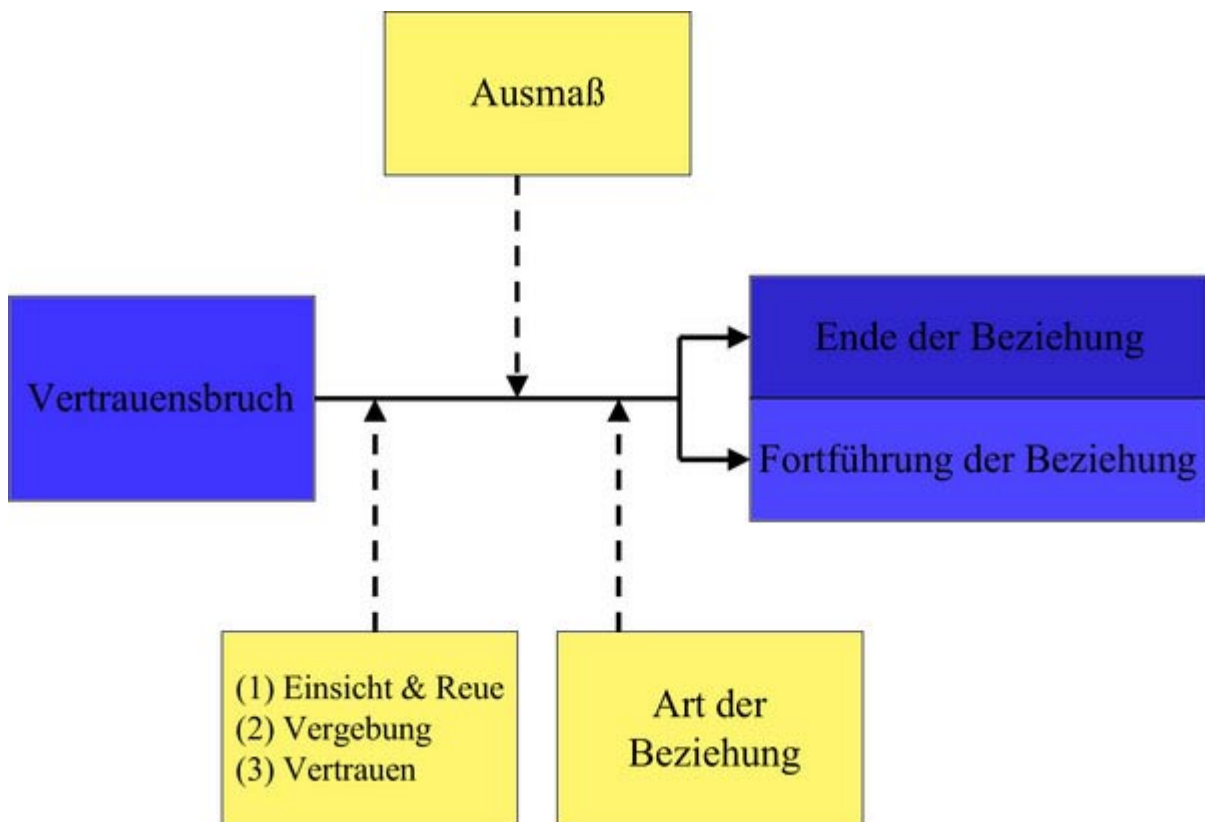 Ausmaß
Vertrauensbruch
Ende der Beziehung
Fortführung der Beziehung
(1) Einsicht & Reue
(2) Vergebung
(3) Vertrauen
Art der
Beziehung